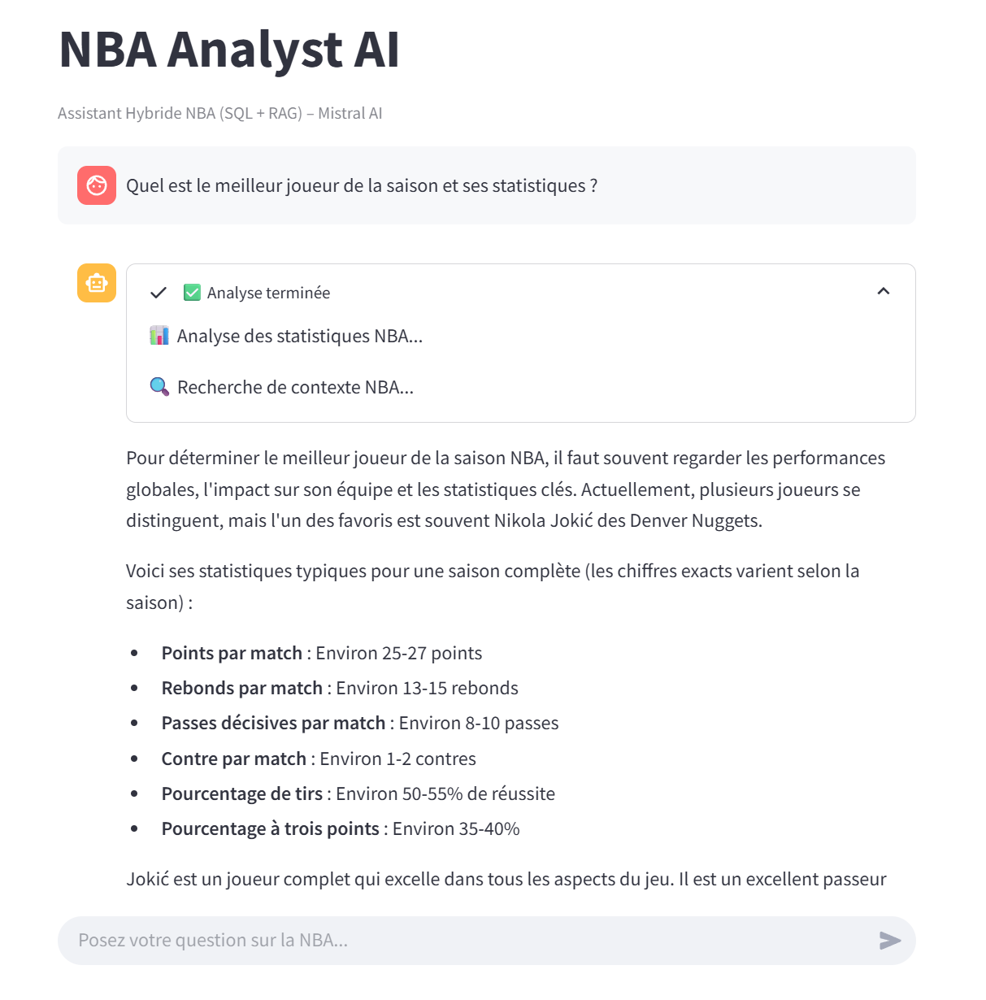 NBA Analyst AI
Assistant Hybride NBA (SQL + RAG) – Mistral AI
Quel est le meilleur joueur de la saison et ses statistiques ?
Analyse terminée
Analyse des statistiques NBA...
Recherche de contexte NBA...
Pour déterminer le meilleur joueur de la saison NBA, il faut souvent regarder les performances
globales, l'impact sur son équipe et les statistiques clés. Actuellement, plusieurs joueurs se
distinguent, mais l'un des favoris est souvent Nikola Jokić des Denver Nuggets.
Voici ses statistiques typiques pour une saison complète (les chiffres exacts varient selon la
saison) :
Points par match : Environ 25-27 points
Rebonds par match : Environ 13-15 rebonds
Passes décisives par match : Environ 8-10 passes
Contre par match : Environ 1-2 contres
Pourcentage de tirs : Environ 50-55% de réussite
Pourcentage à trois points : Environ 35-40%
Jokić est un joueur complet qui excelle dans tous les aspects du jeu. Il est un excellent passeur
Posez votre question sur la NBA...